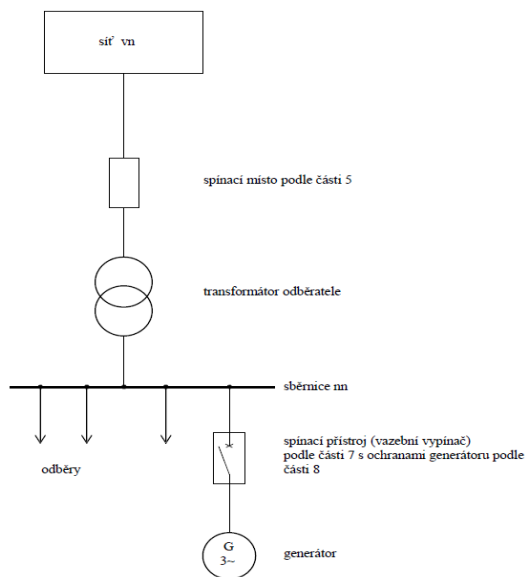 síť vn
spínací místo podle části 5
transformátor odběratele
sběrnice nn
spínací přístroj (vazební vypínač)
podle části 7 s ochranami generátoru podle
části 8
odběry
G
3~
generátor